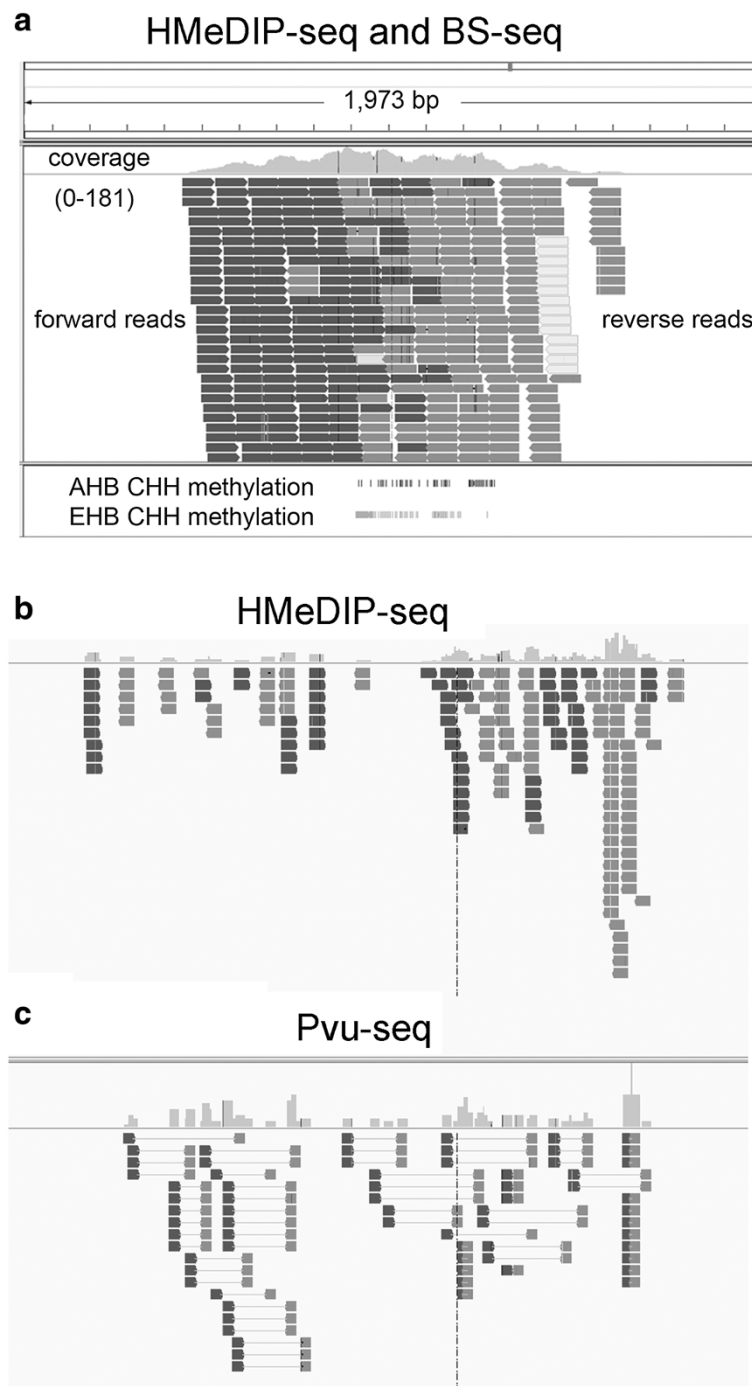 a
HMeDIP-seq and BS-seq
1,973 bp
coverage
(0-181)
forward reads
reverse reads
AHB CHH methylation
EHB CHH methylation
b
HMeDIP-seq
c
Pvu-seq